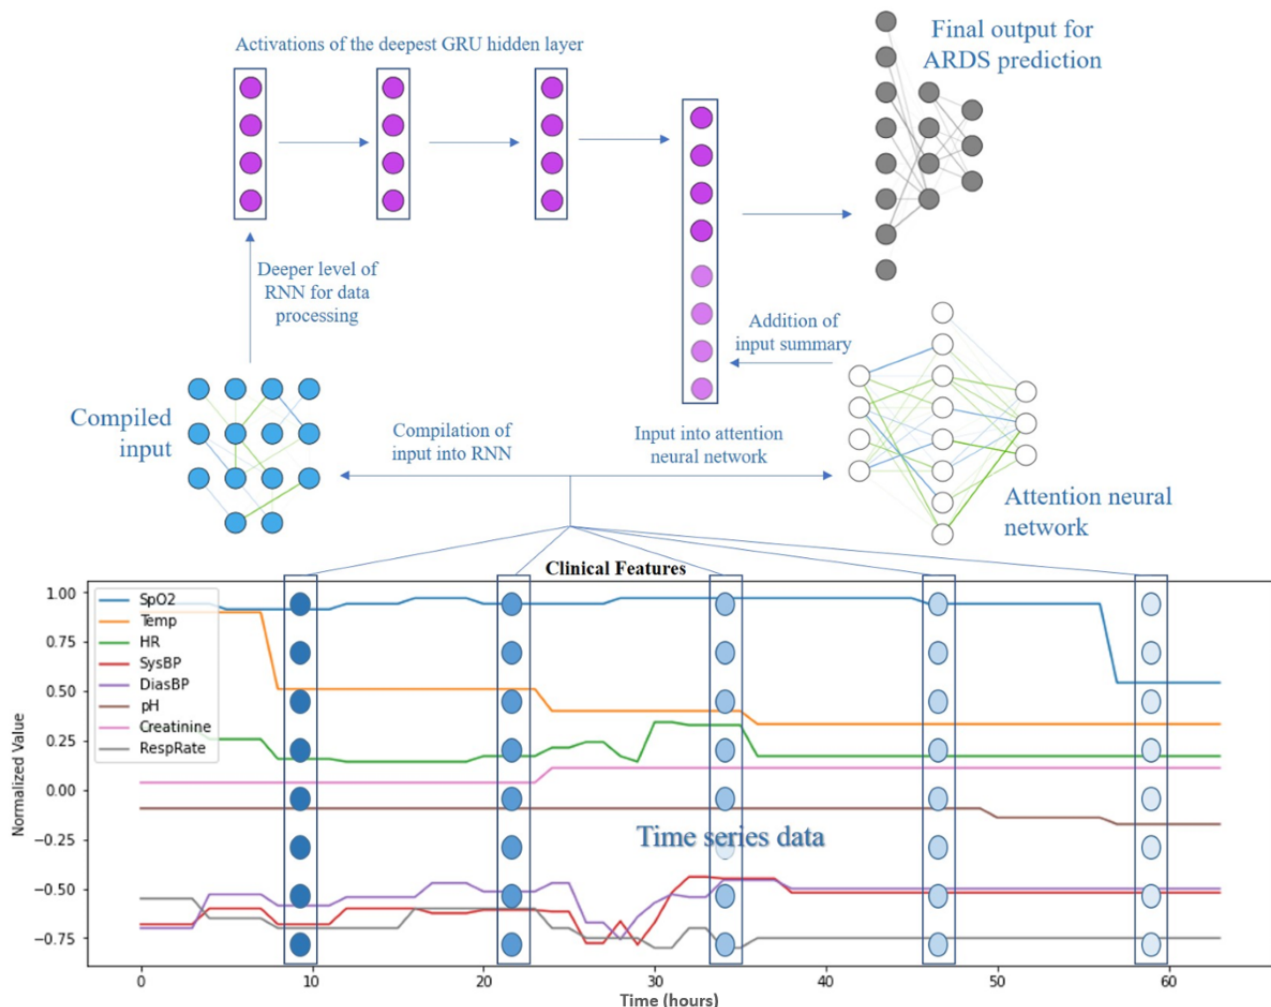 Activations of the deepest GRU hidden layer
Final output for
ARDS prediction
Deeper level of
RNN for data
processing
Addition of
input summary
Compiled
input
Compilation of
input into RNN
Input into attention
neural network
Attention neural
network
Clinical Features
SpO2
Temp
HR
SysBP
DiasBP
pH
Creatinine
RespRate
Normalized Value
1.00
0.75
0.50
0.25
0.00
−0.25
−0.50
−0.75
Time series data
0
10
20
30
40
50
60
Time (hours)